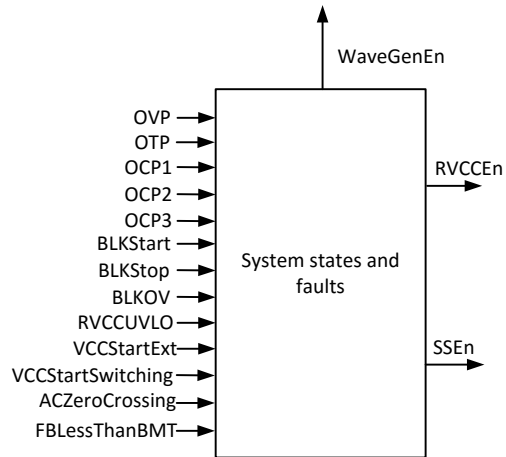 WaveGenEn
OVP
OTP
OCP1
OCP2
OCP3
BLKStart
BLKStop
BLKOV
RVCCUVLO
VCCStartExt
VCCStartSwitching
ACZeroCrossing
FBLessThanBMT
System states and
faults
RVCCEn
SSEn